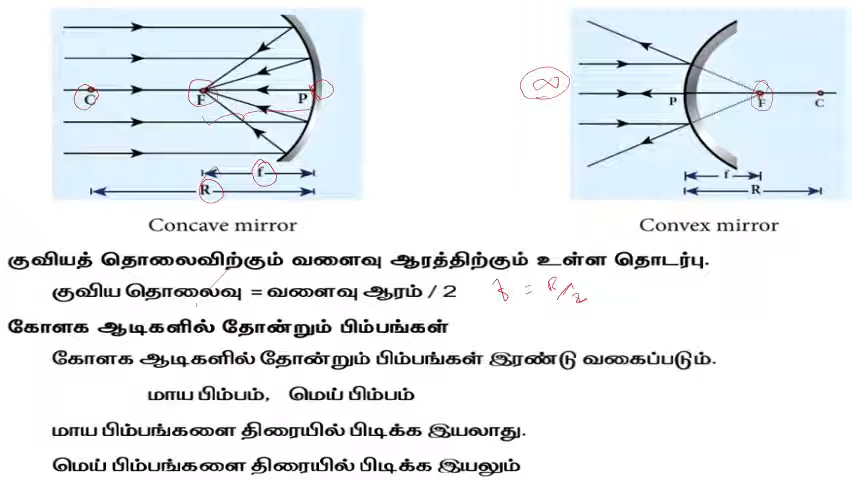 C F P
f
R
Concave mirror
∞
P F C
f
R
Convex mirror
குவியத் தொலைவிற்கும் வளைவு ஆரத்திற்கும் உள்ள தொடர்பு.
குவிய தொலைவு = வளைவு ஆரம் / 2 f = R/2
கோளக ஆடிகளில் தோன்றும் பிம்பங்கள்
கோளக ஆடிகளில் தோன்றும் பிம்பங்கள் இரண்டு வகைப்படும்.
மாய பிம்பம், மெய் பிம்பம்
மாய பிம்பங்களை திரையில் பிடிக்க இயலாது.
மெய் பிம்பங்களை திரையில் பிடிக்க இயலும்